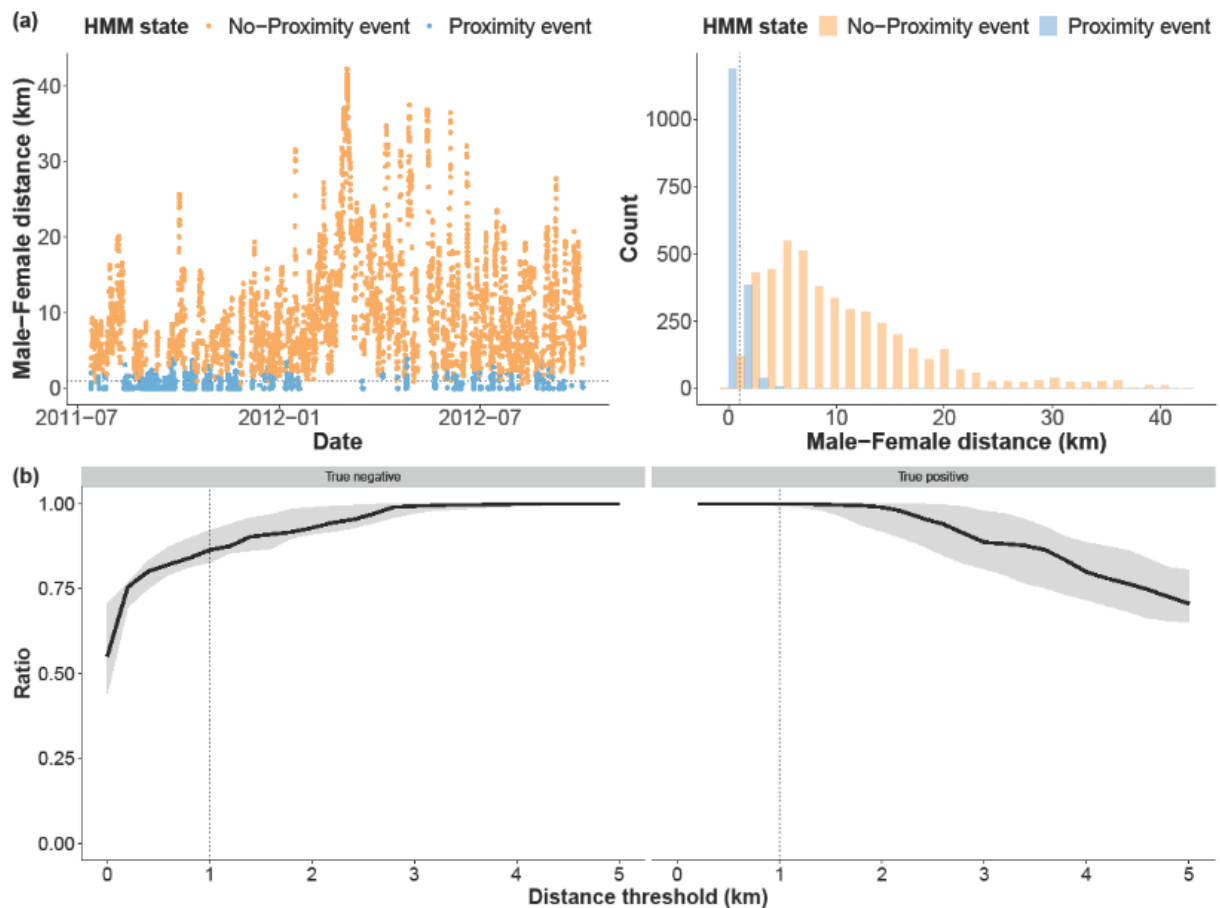 (a)
HMM state No-Proximity event Proximity event
HMM state No-Proximity event Proximity event
Male-Female distance (km)
40
30
20
10
0
2011-07 2012-01 2012-07
Date
Count
1000
750
500
250
0
0 10 20 30 40
Male-Female distance (km)
(b)
True negative
True positive
Ratio
1.00
0.75
0.50
0.25
0.00
0 1 2 3 4 5
0 1 2 3 4 5
Distance threshold (km)